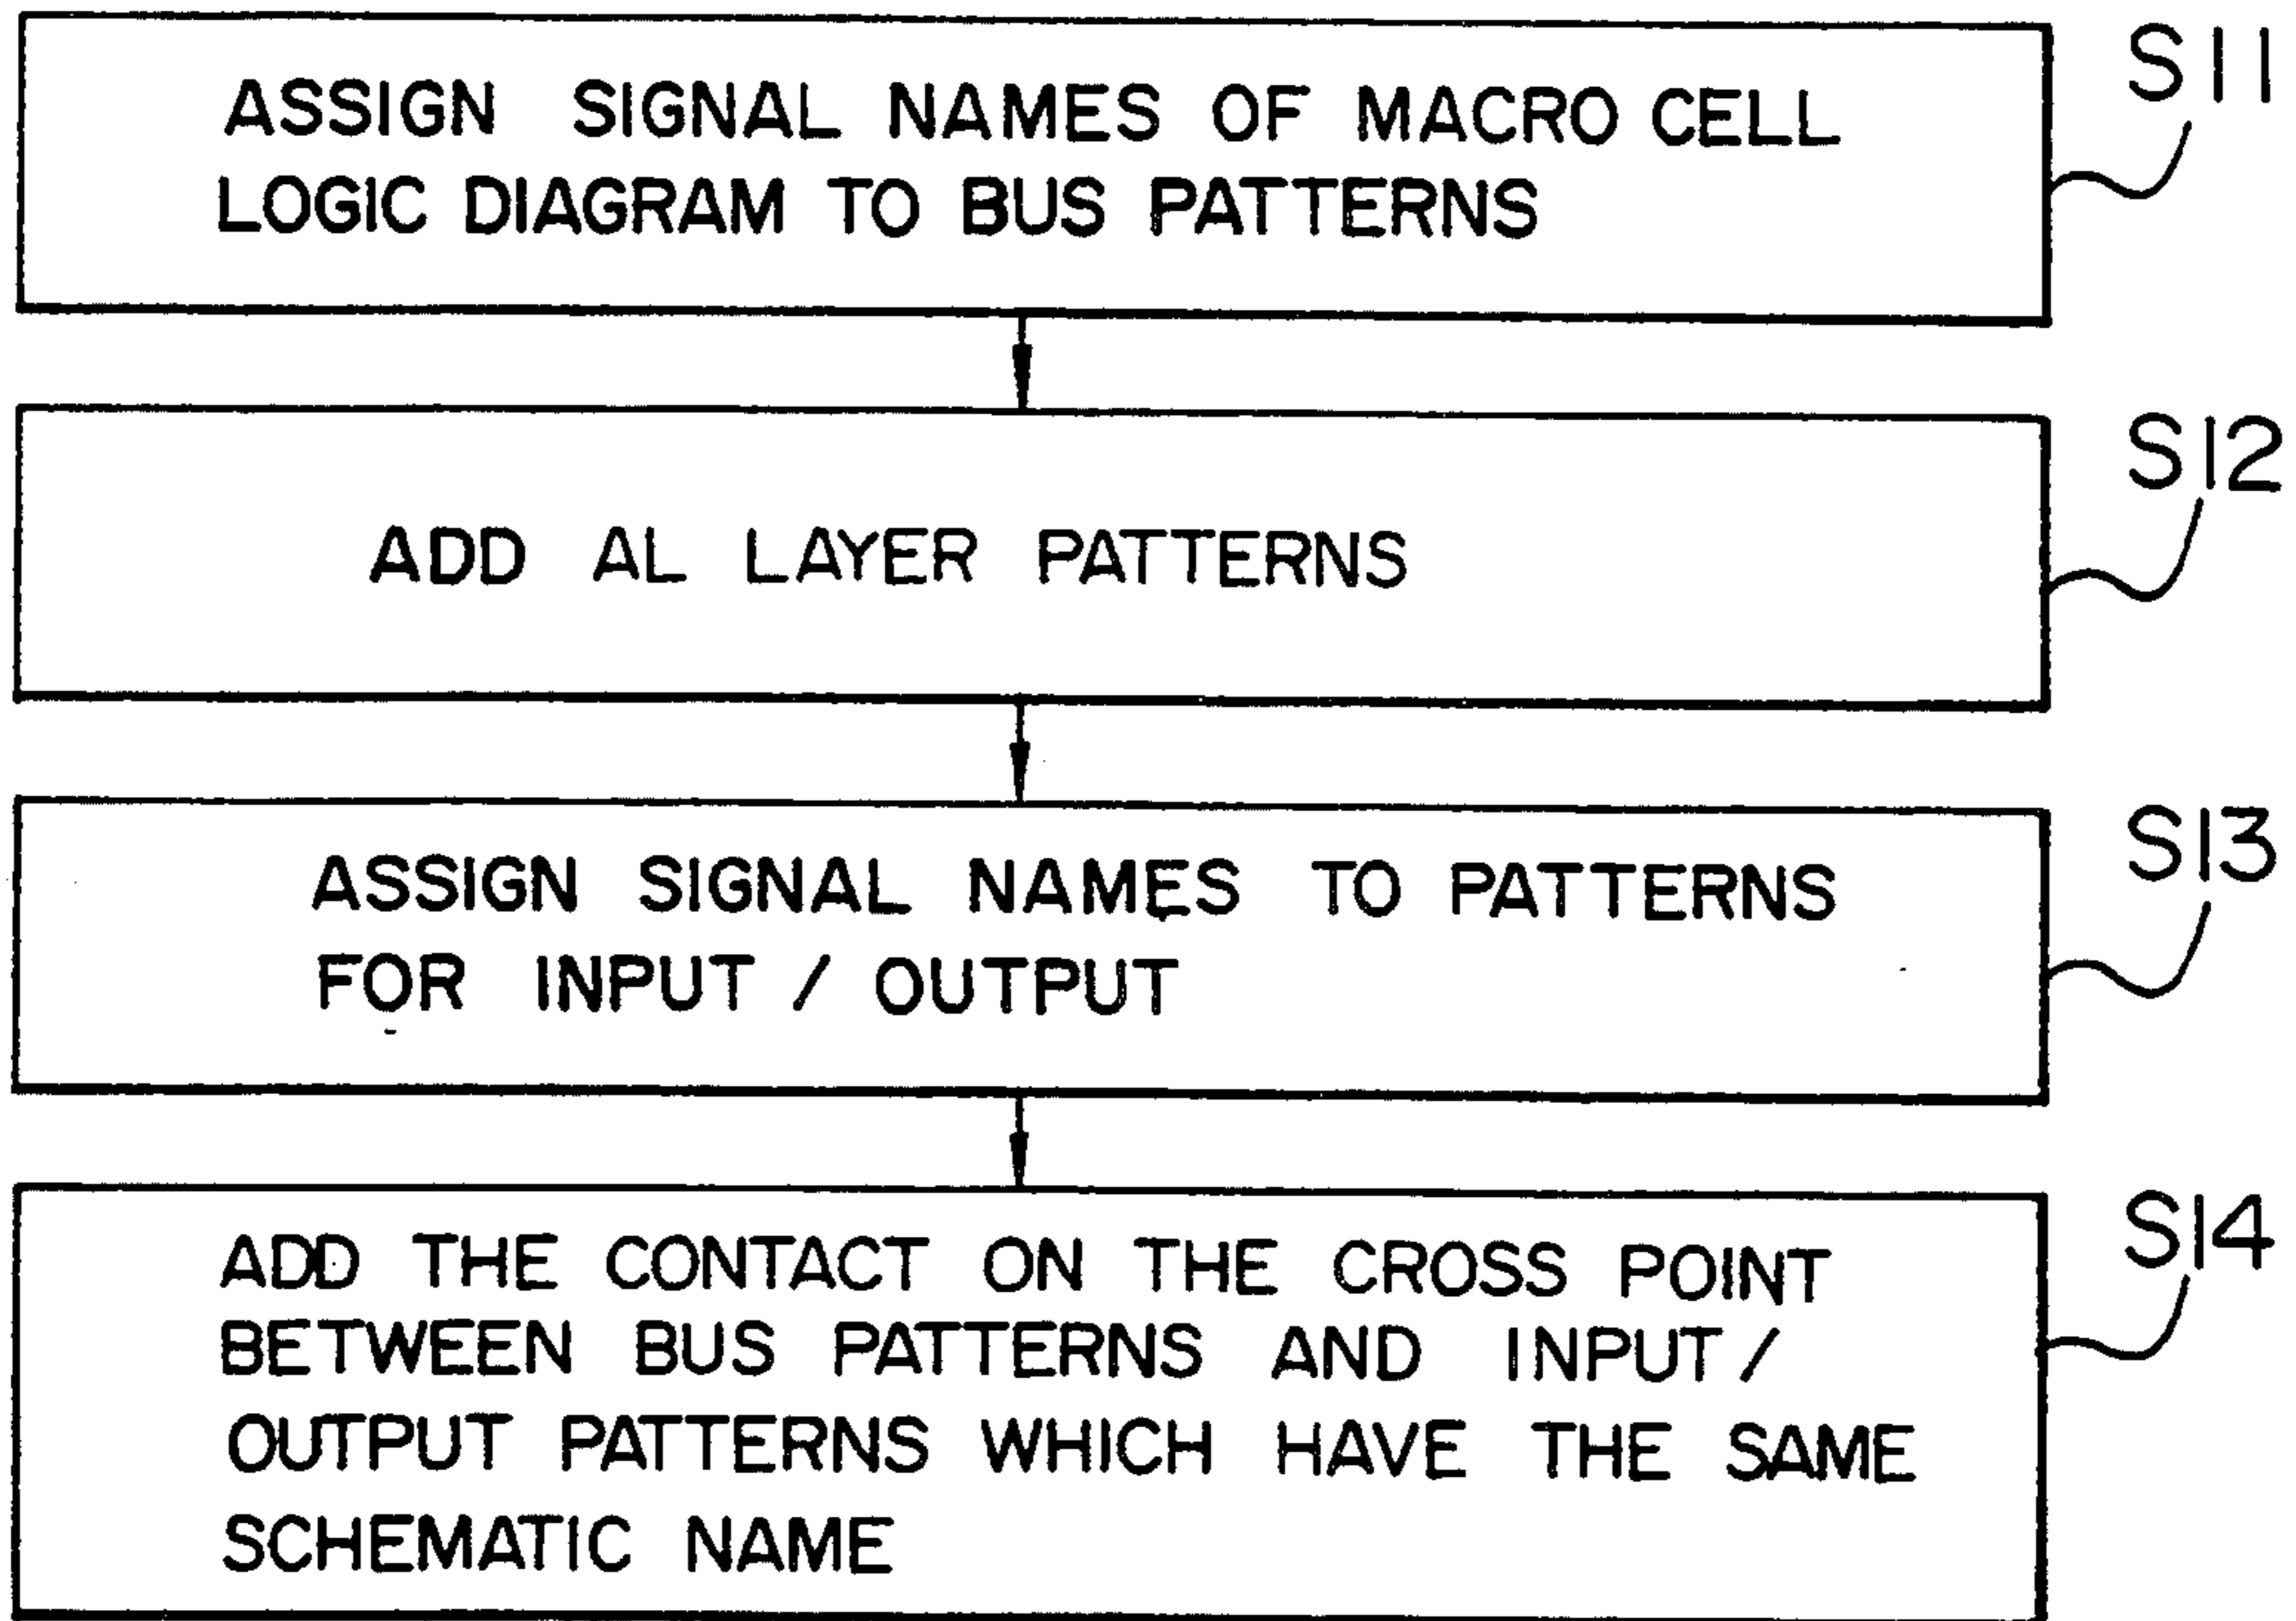 S11
ASSIGN SIGNAL NAMES OF MACRO CELL
LOGIC DIAGRAM TO BUS PATTERNS
S12
ADD AL LAYER PATTERNS
S13
ASSIGN SIGNAL NAMES TO PATTERNS
FOR INPUT / OUTPUT
S14
ADD THE CONTACT ON THE CROSS POINT
BETWEEN BUS PATTERNS AND INPUT /
OUTPUT PATTERNS WHICH HAVE THE SAME
SCHEMATIC NAME